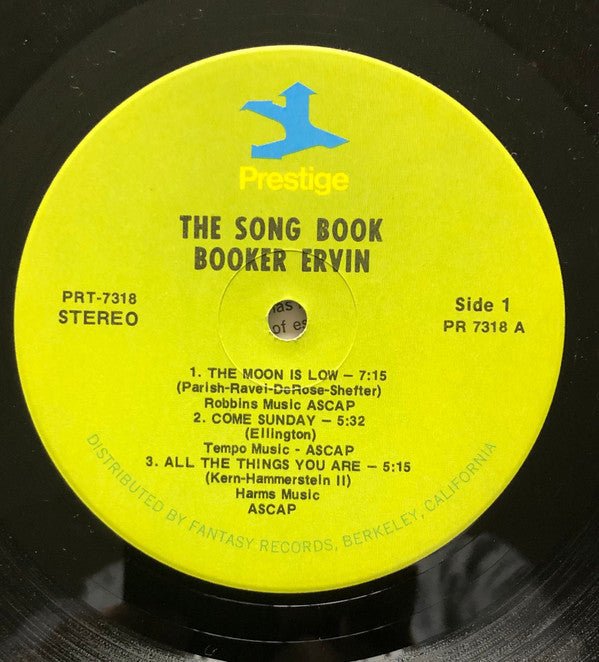 Prestige
THE SONG BOOK
BOOKER ERVIN
PRT-7318
STEREO
Side 1
PR 7318 A
of es
1. THE MOON IS LOW – 7:15
(Parish-Ravel-DeRose-Shefter)
Robbins Music ASCAP
2. COME SUNDAY – 5:32
(Ellington)
Tempo Music - ASCAP
3. ALL THE THINGS YOU ARE – 5:15
(Kern-Hammerstein II)
Harms Music
ASCAP
DISTRIBUTED BY FANTASY RECORDS, BERKELEY, CALIFORNIA